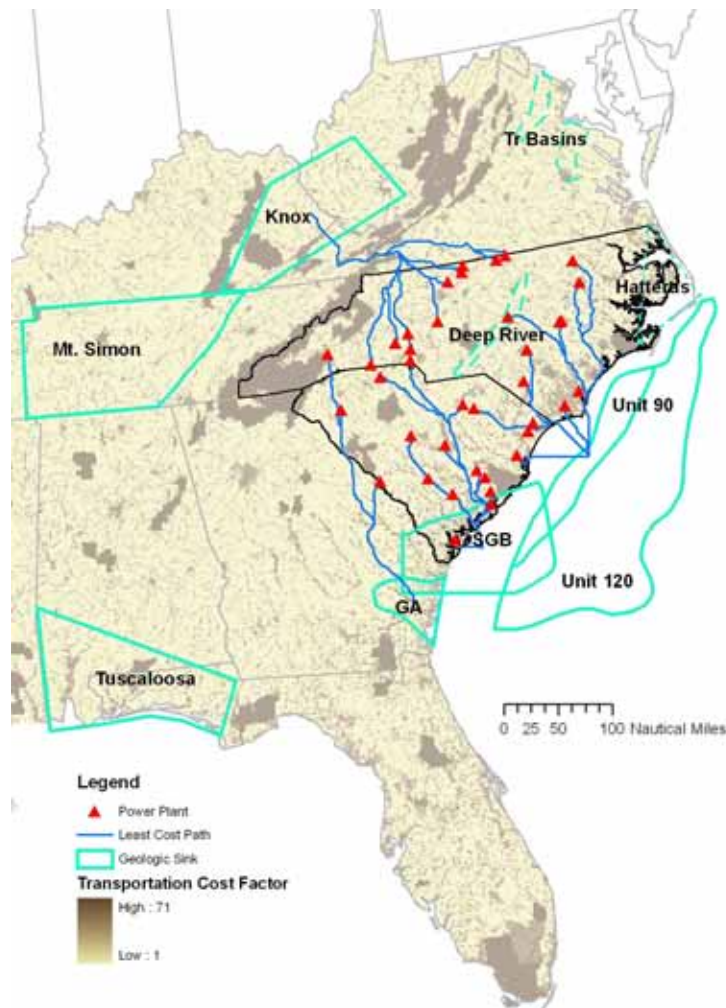 Tr Basins
Knox
Hatteras
Deep River
Mt. Simon
Unit 90
SGB
Unit 120
GA
Tuscaloosa
0 25 50 100 Nautical Miles
Legend
Power Plant
Least Cost Path
Geologic Sink
Transportation Cost Factor
High : 71
Low : 1